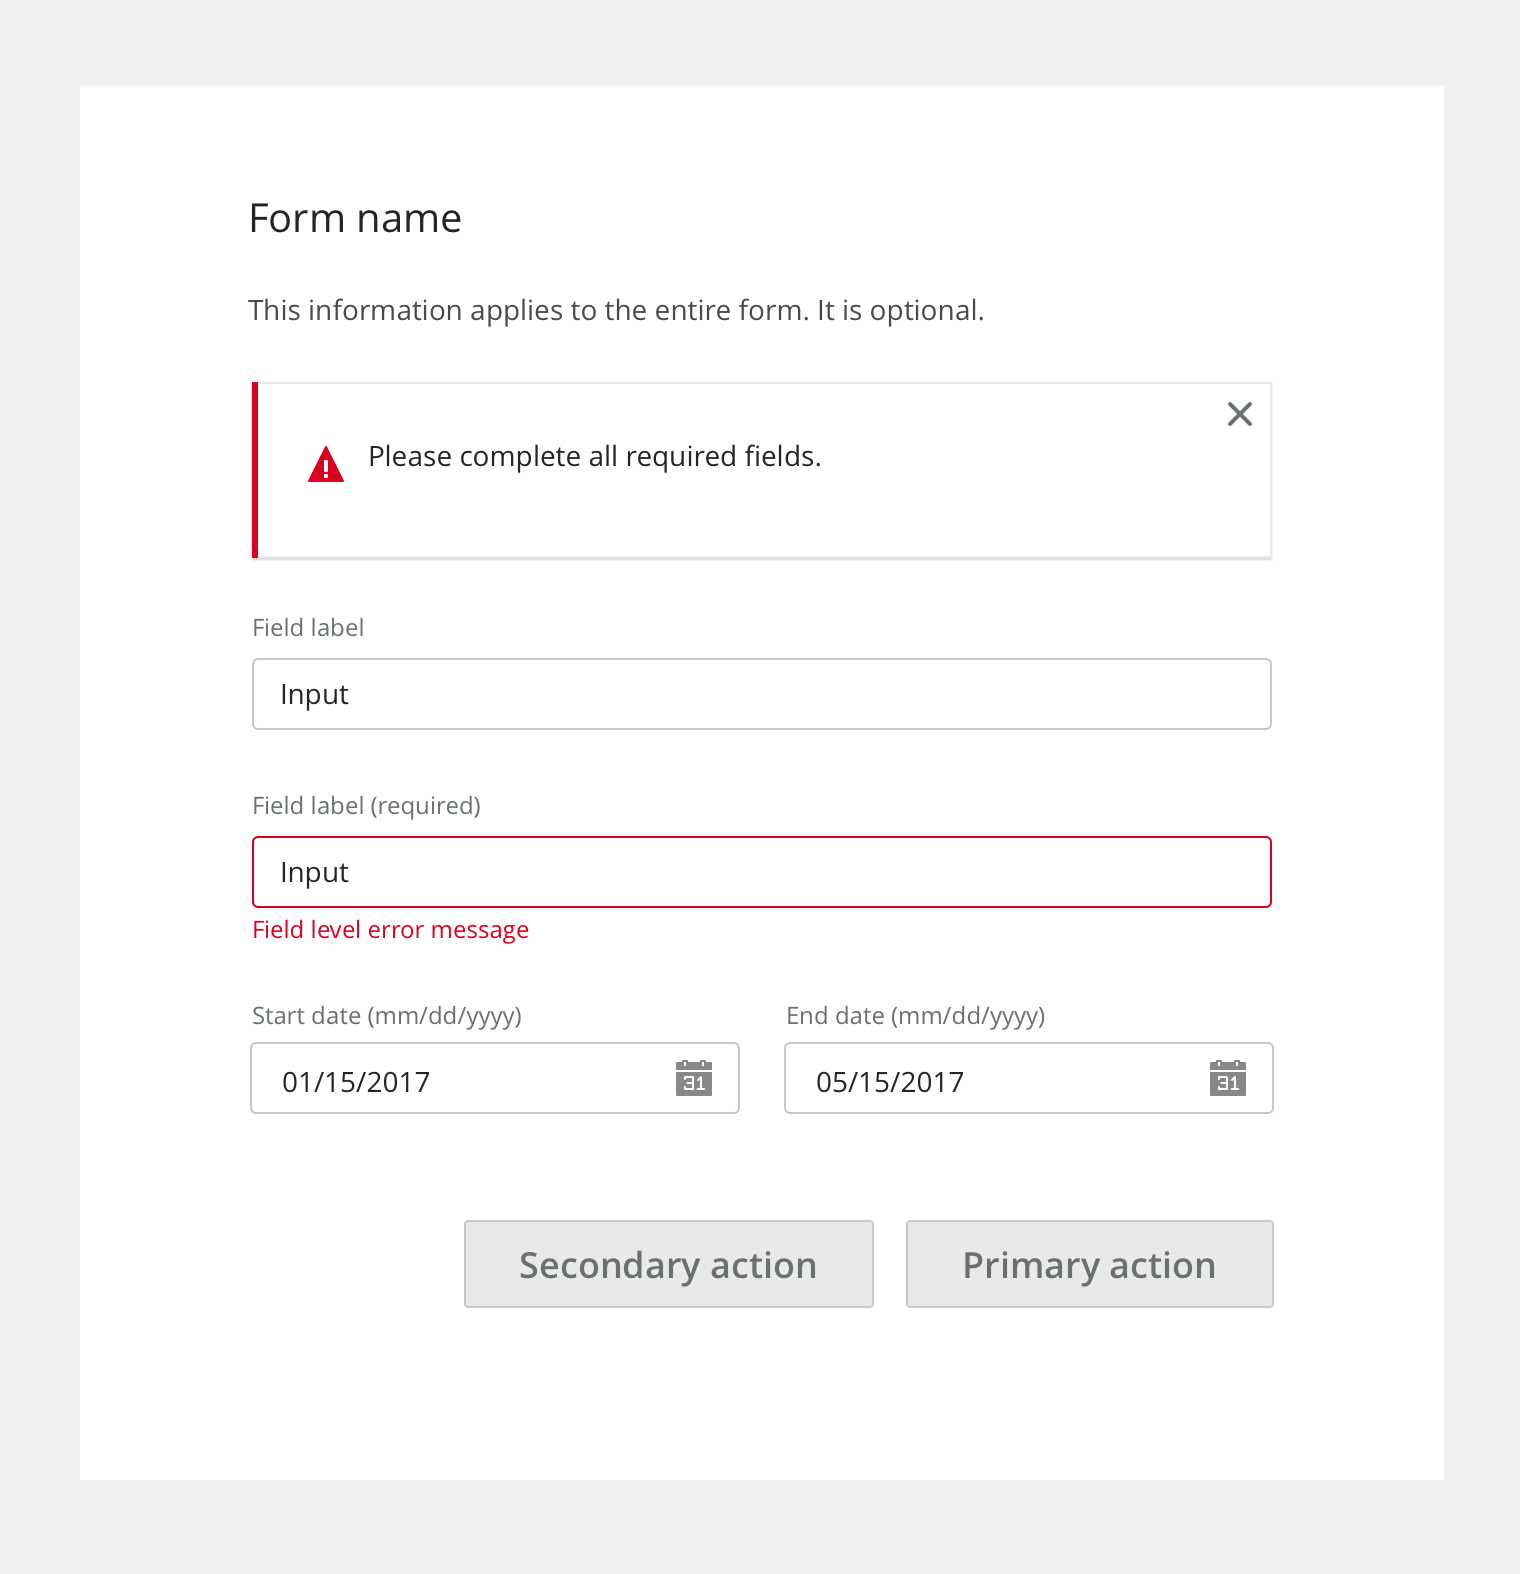 Form name
This information applies to the entire form. It is optional.
Please complete all required fields.
Field label
Input
Field label (required)
Input
Field level error message
Start date (mm/dd/yyyy) End date (mm/dd/yyyy)
01/15/2017 31 05/15/2017 31
Secondary action Primary action